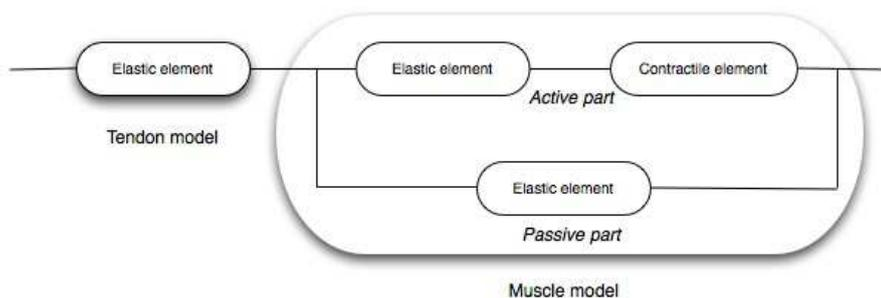 Elastic element
Elastic element
Contractile element
Active part
Tendon model
Elastic element
Passive part
Muscle model